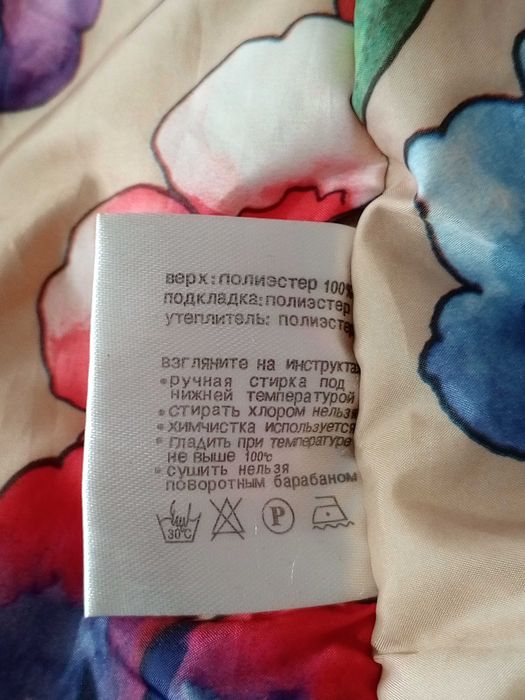 верх: полиэстер 100%
подкладка: полиэстер
утеплитель: полиэстер
взгляните на инструкта
•ручная стирка под
нижней температурой
•стирать хлором нельзя
•химчистка используется
•гладить при температуре
не выше 100°c
•сушить нельзя
поворотным барабаном
30°C
P